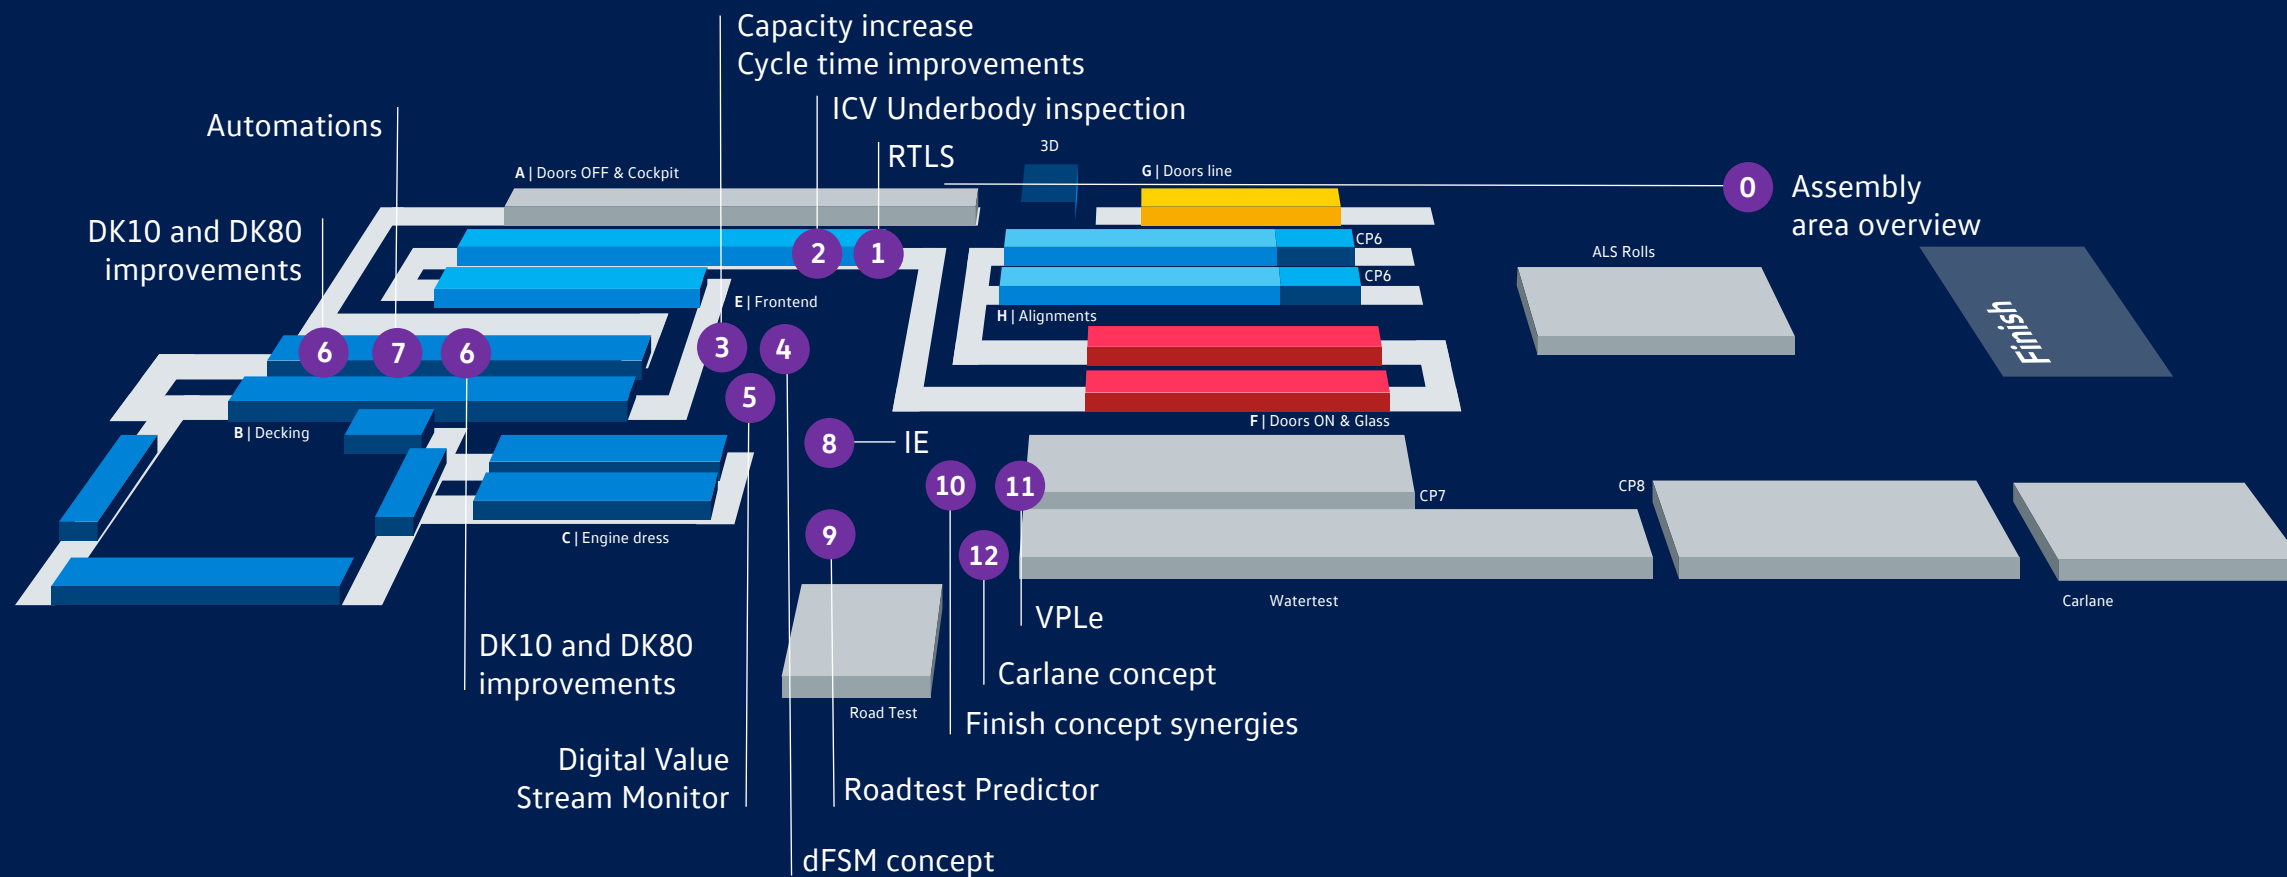 Capacity increase
Cycle time improvements
ICV Underbody inspection
Automations
RTLS
3D
A | Doors OFF & Cockpit
G | Doors line
0
Assembly
area overview
DK10 and DK80
improvements
2
1
CP6
ALS Rolls
CP6
E | Frontend
H | Alignments
Finish
6
7
6
3
4
5
F | Doors ON & Glass
B | Decking
8
IE
10
11
CP7
CP8
9
12
C | Engine dress
Watertest
Carlane
VPLe
DK10 and DK80
improvements
Carlane concept
Road Test
Finish concept synergies
Digital Value
Stream Monitor
Roadtest Predictor
dFSM concept